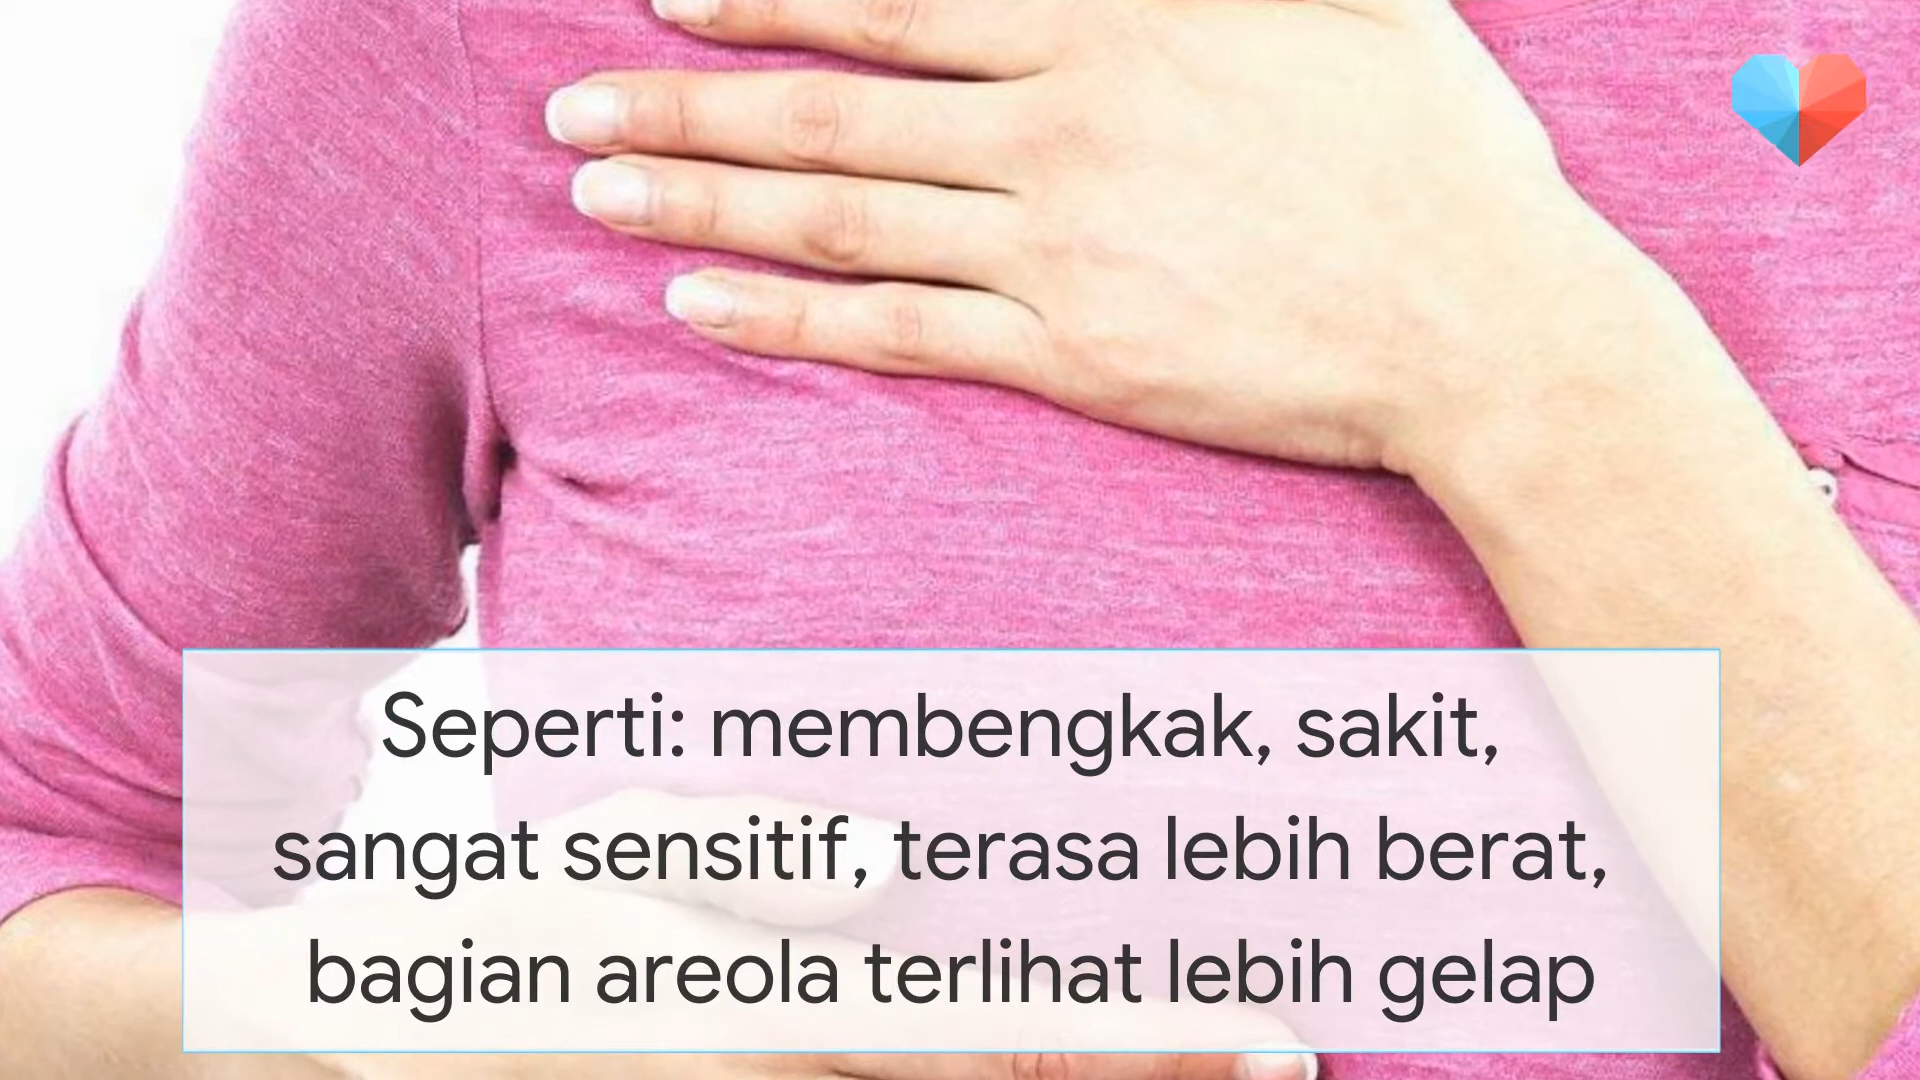 Seperti: membengkak, sakit,
sangat sensitif, terasa lebih berat,
bagian areola terlihat lebih gelap